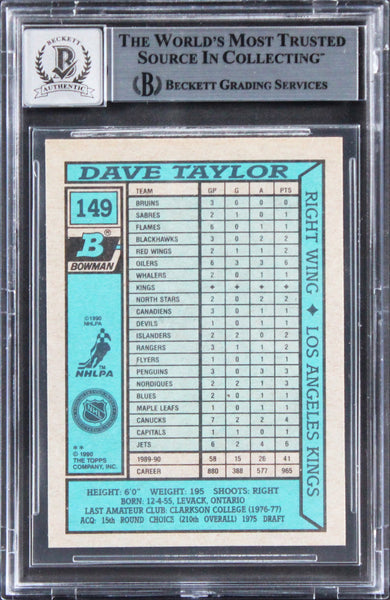 BECKETT
B
AUTHENTIC
THE WORLD'S MOST TRUSTED
SOURCE IN COLLECTING™
B BECKETT GRADING SERVICES
DAVE TAYLOR
149
B®
BOWMAN
©1990
NHLPA
™
NHLPA
NHL
**
©1990
THE TOPPS
COMPANY, INC.
TEAM GP G A PTS
BRUINS 3 0 0 0
SABRES 2 1 0 1
FLAMES 6 0 1 1
BLACKHAWKS 3 0 2 2
RED WINGS 2 1 1 2
OILERS 6 3 3 6
WHALERS 2 0 1 1
KINGS ✦ ✦ ✦ ✦
NORTH STARS 2 0 2 2
CANADIENS 3 0 1 1
DEVILS 1 0 1 1
ISLANDERS 2 2 0 2
RANGERS 3 1 1 2
FLYERS 1 0 1 1
PENGUINS 3 0 3 3
NORDIQUES 2 2 1 3
BLUES 2 0 1 1
MAPLE LEAFS 1 0 1 1
CANUCKS 7 2 2 4
CAPITALS 1 0 1 1
JETS 6 2 4 6
1989-90 58 15 26 41
CAREER 880 388 577 965
RIGHT WING ✦ LOS ANGELES KINGS
HEIGHT: 6'0" WEIGHT: 195 SHOOTS: RIGHT
BORN: 12-4-55, LEVACK, ONTARIO
LAST AMATEUR CLUB: CLARKSON COLLEGE (1976-77)
ACQ: 15th ROUND CHOICE (210th OVERALL) 1975 DRAFT